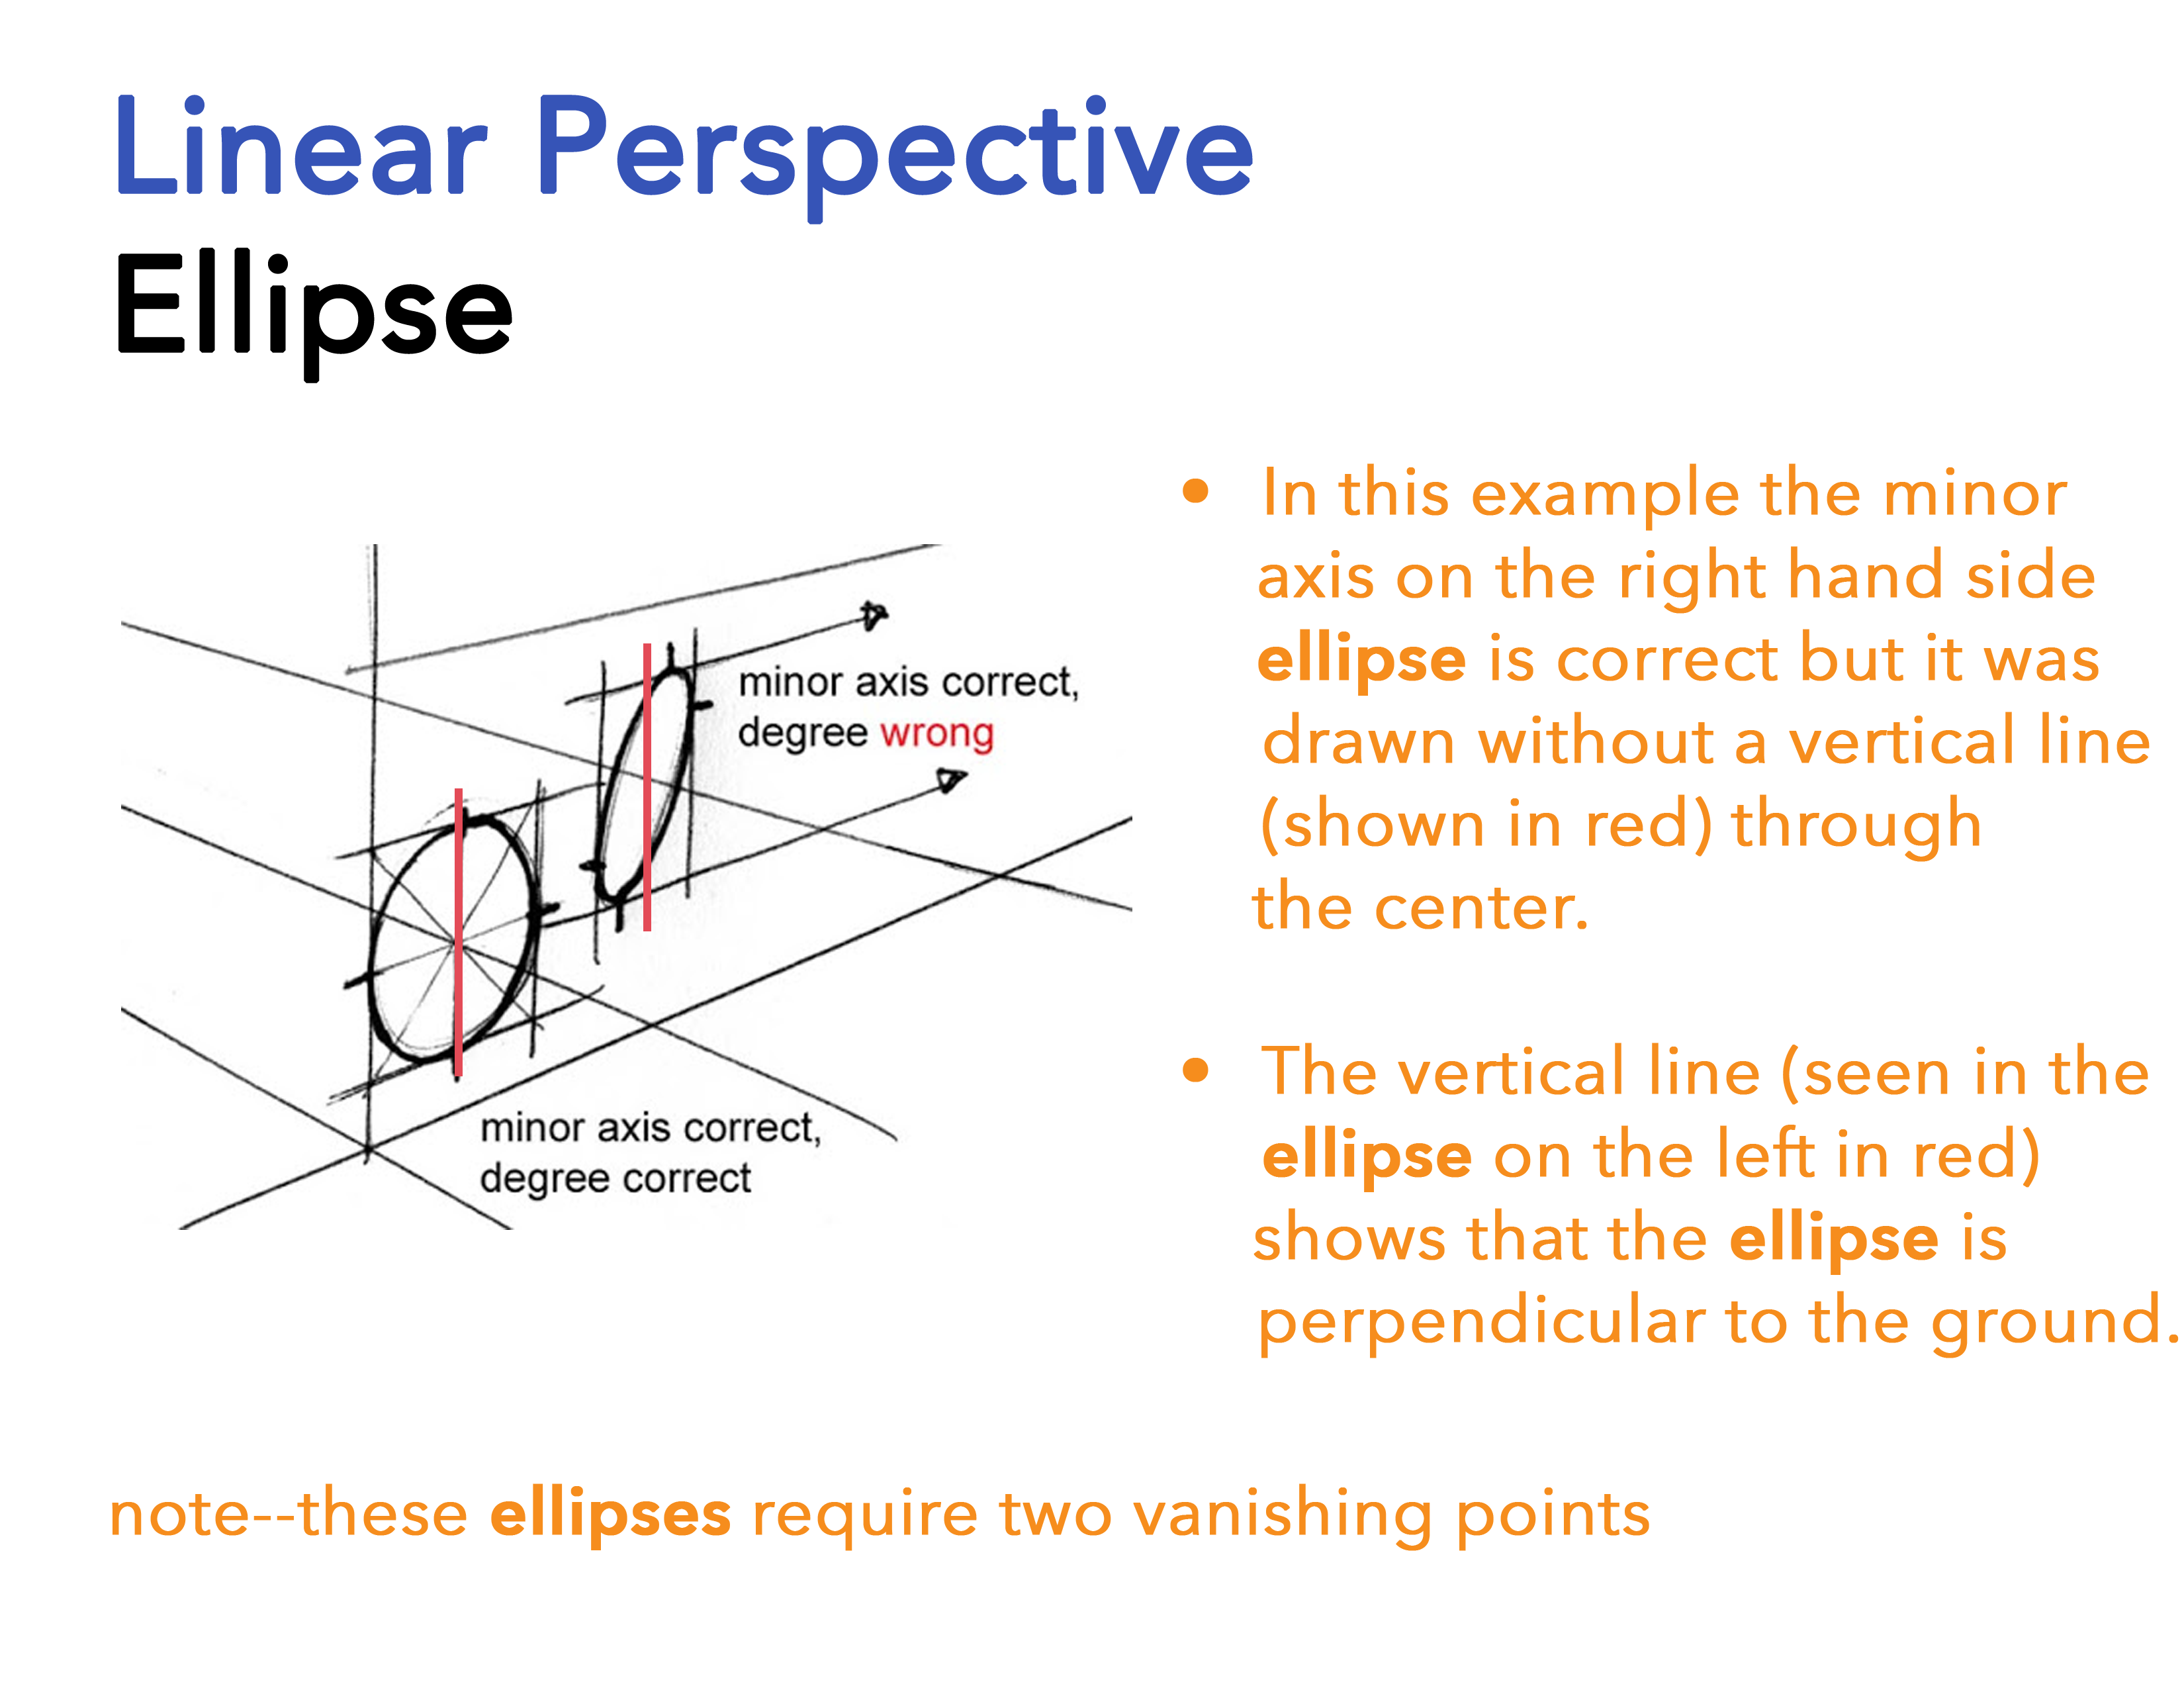 Linear Perspective
Ellipse
minor axis correct,
degree wrong
minor axis correct,
degree correct
• In this example the minor
axis on the right hand side
ellipse is correct but it was
drawn without a vertical line
(shown in red) through
the center.
• The vertical line (seen in the
ellipse on the left in red)
shows that the ellipse is
perpendicular to the ground.
note--these ellipses require two vanishing points